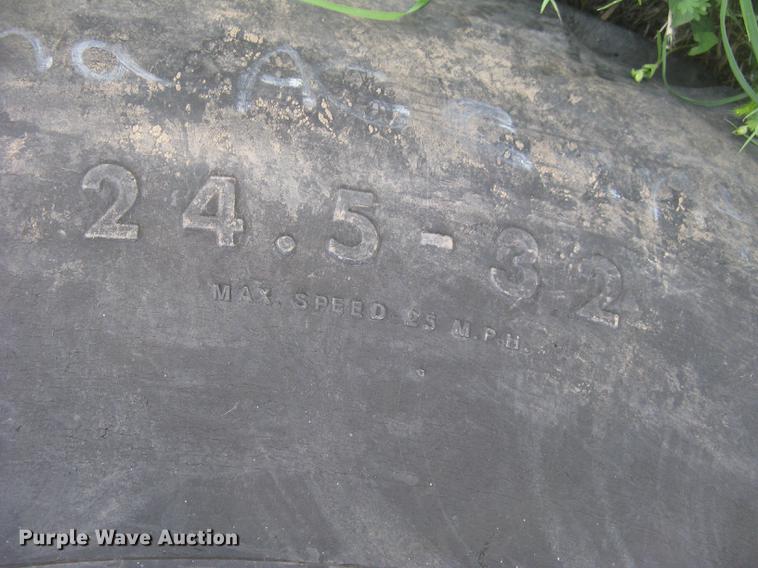 24.5-32
MAX. SPEED 25 M.P.H.
Purple Wave Auction